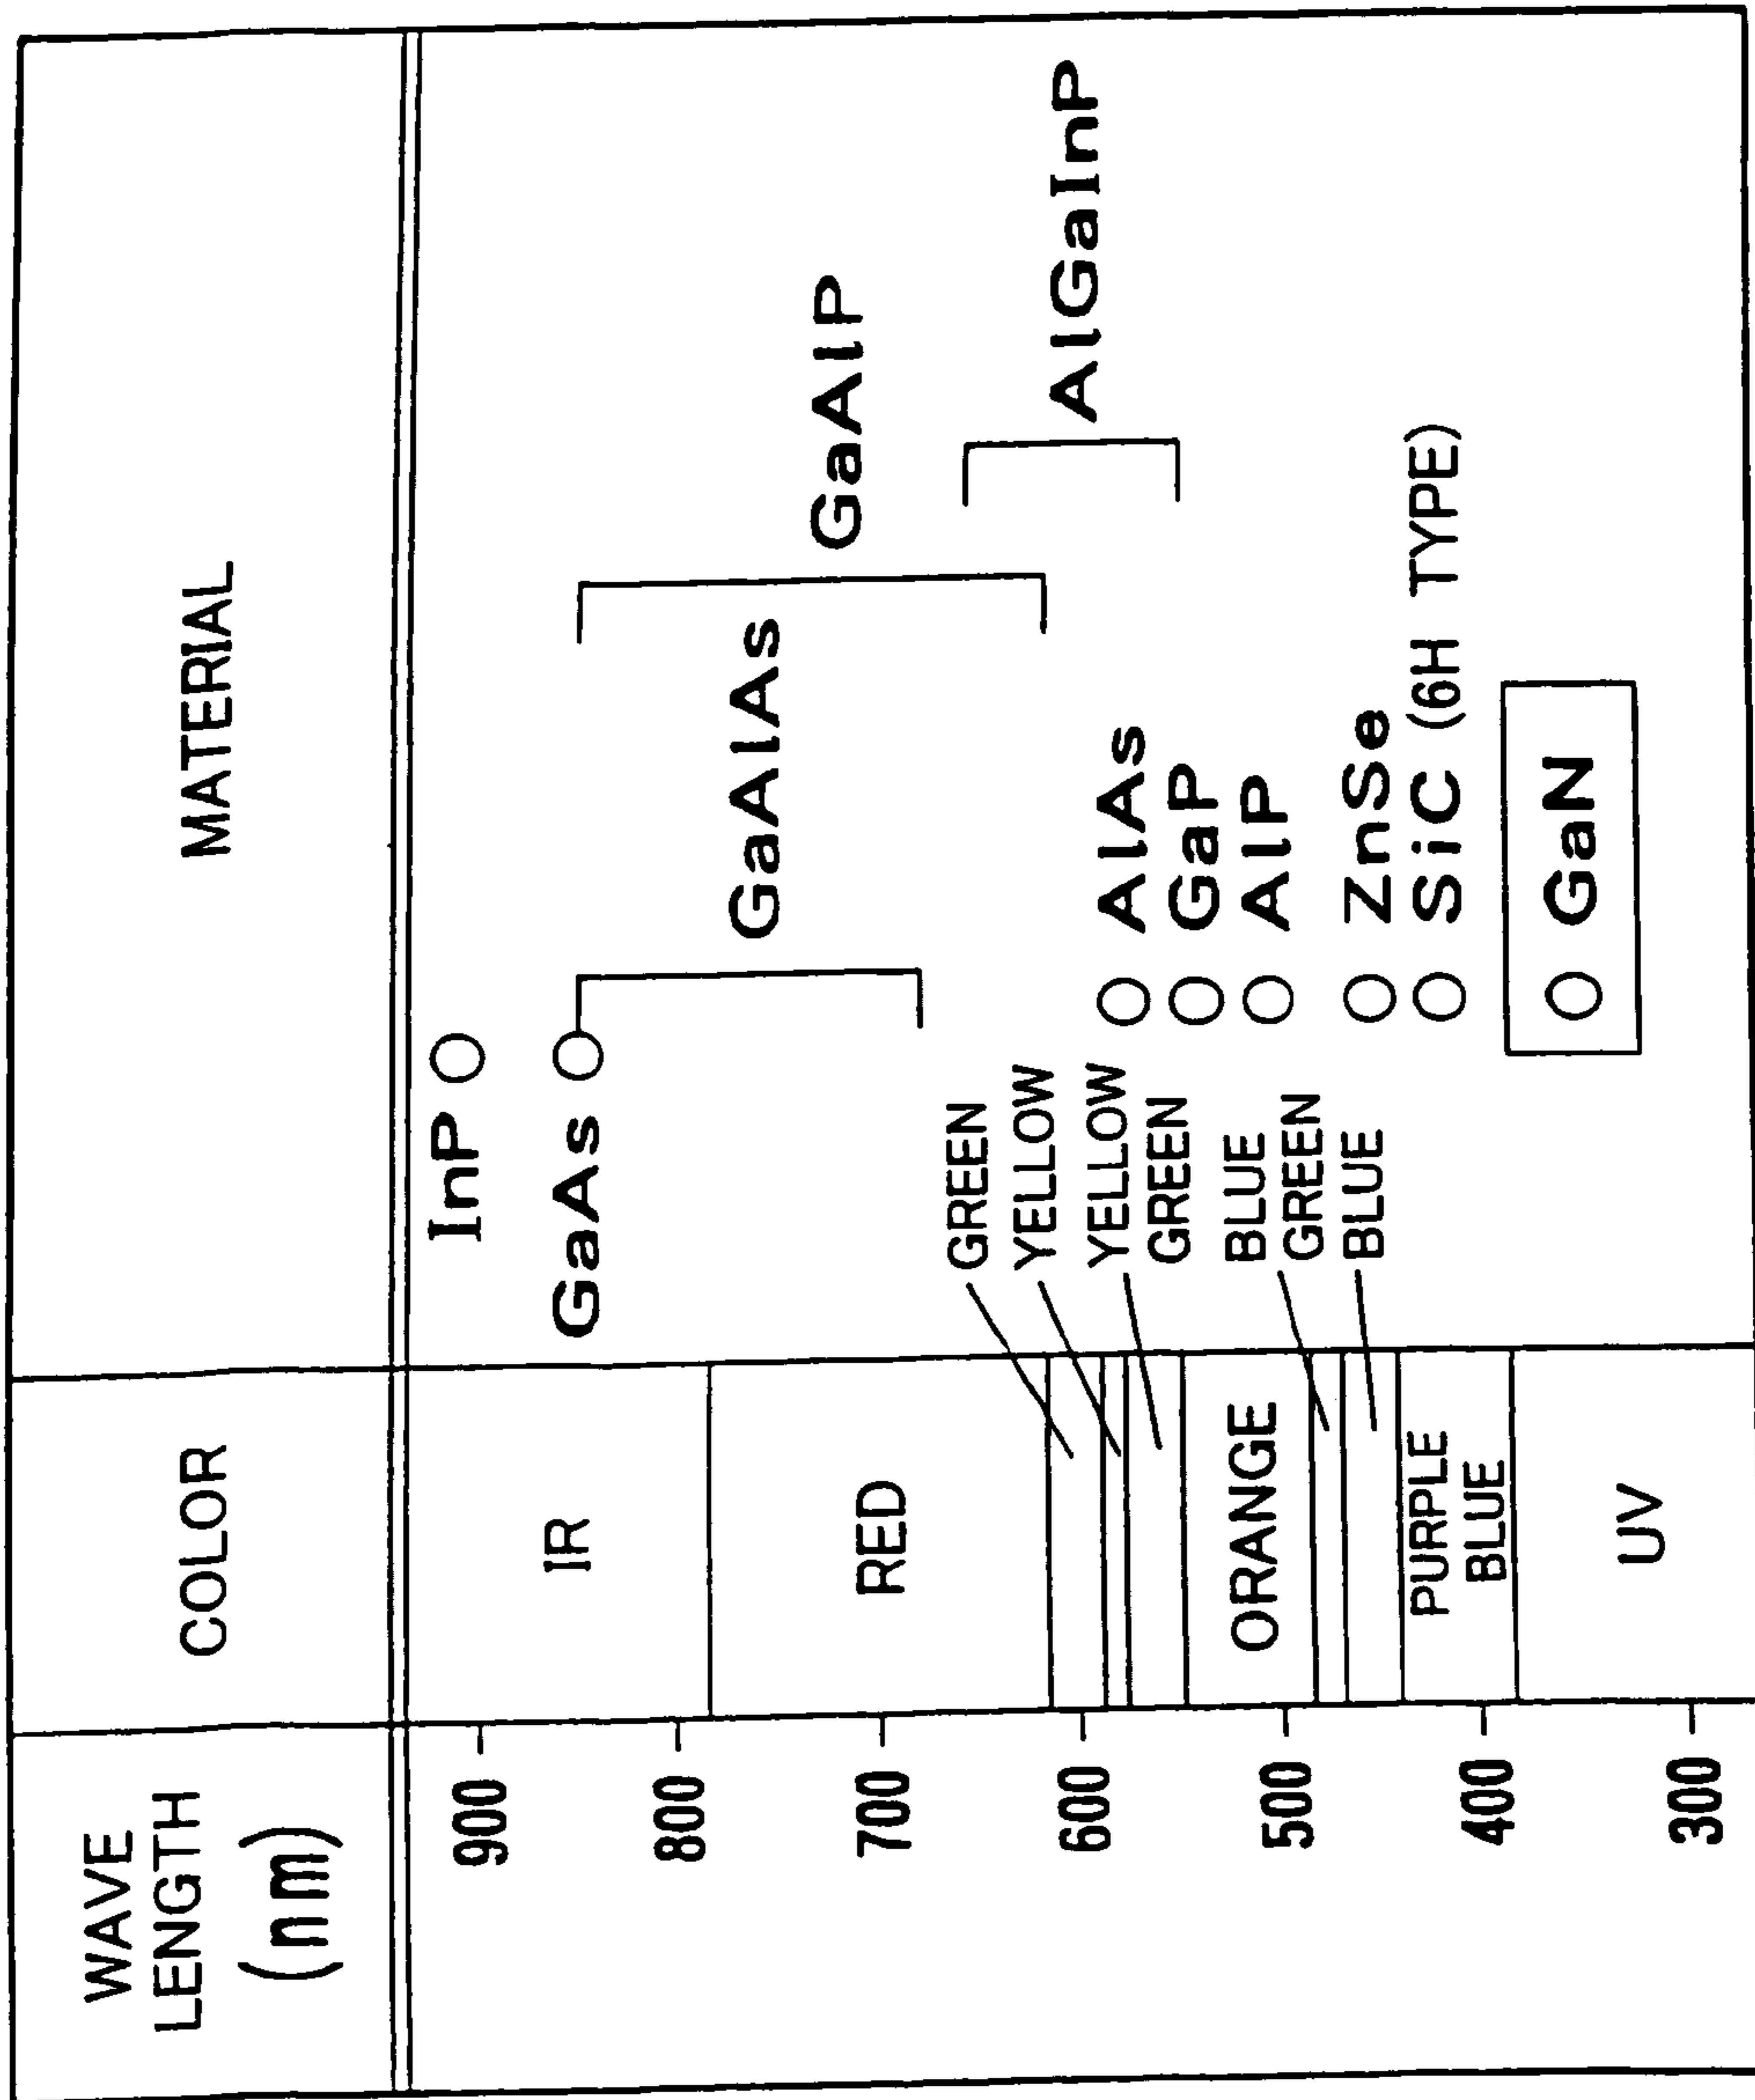 WAVE
LENGTH
(nm)
COLOR
MATERIAL
900
800
700
600
500
400
300
IR
RED
GREEN
YELLOW
YELLOW
GREEN
ORANGE
BLUE
GREEN
BLUE
PURPLE
BLUE
UV
InP
GaAs
GaAlAs
GaAlP
AlGaInP
AlAs
GaP
AlP
ZnSe
SiC (6H TYPE)
GaN